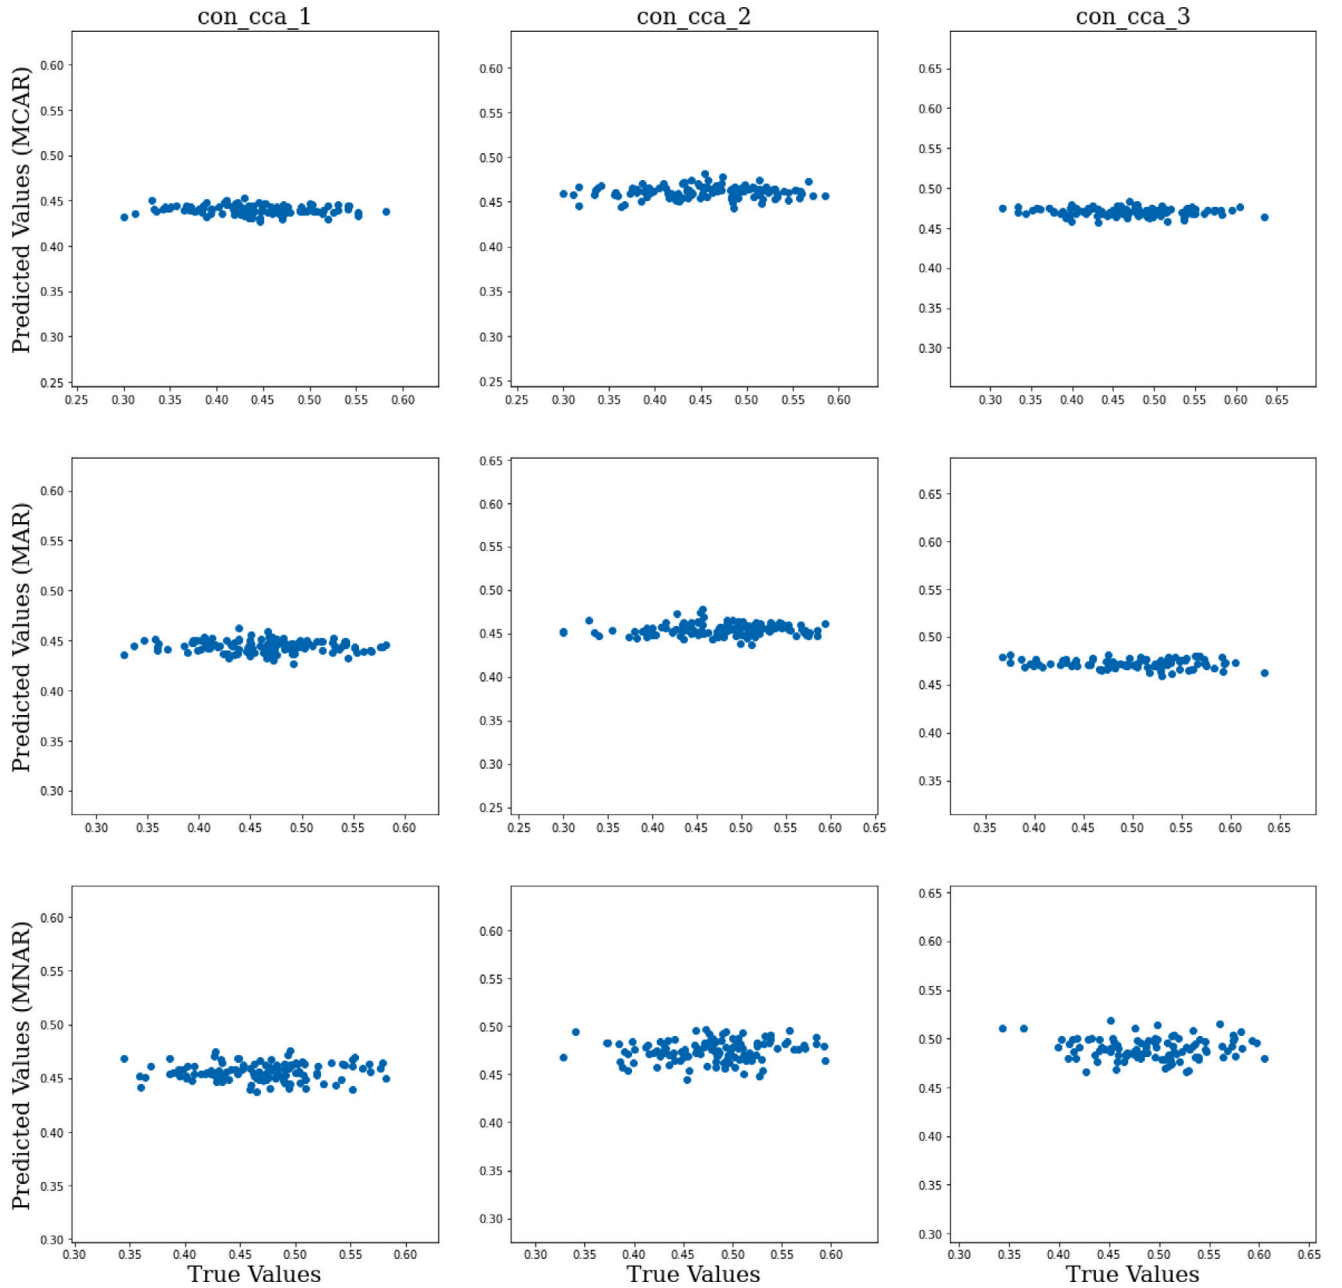 con_cca_1 con_cca_2 con_cca_3
Predicted Values (MCAR)
0.60 0.55 0.50 0.45 0.40 0.35 0.30 0.25
0.25 0.30 0.35 0.40 0.45 0.50 0.55 0.60
0.60 0.55 0.50 0.45 0.40 0.35 0.30 0.25
0.25 0.30 0.35 0.40 0.45 0.50 0.55 0.60
0.65 0.60 0.55 0.50 0.45 0.40 0.35 0.30
0.30 0.35 0.40 0.45 0.50 0.55 0.60 0.65
Predicted Values (MAR)
0.60 0.55 0.50 0.45 0.40 0.35 0.30
0.30 0.35 0.40 0.45 0.50 0.55 0.60
0.65 0.60 0.55 0.50 0.45 0.40 0.35 0.30 0.25
0.25 0.30 0.35 0.40 0.45 0.50 0.55 0.60 0.65
0.65 0.60 0.55 0.50 0.45 0.40 0.35
0.35 0.40 0.45 0.50 0.55 0.60 0.65
Predicted Values (MNAR)
0.60 0.55 0.50 0.45 0.40 0.35 0.30
0.30 0.35 0.40 0.45 0.50 0.55 0.60
True Values
0.60 0.55 0.50 0.45 0.40 0.35 0.30
0.30 0.35 0.40 0.45 0.50 0.55 0.60
True Values
0.65 0.60 0.55 0.50 0.45 0.40 0.35 0.30
0.30 0.35 0.40 0.45 0.50 0.55 0.60 0.65
True Values